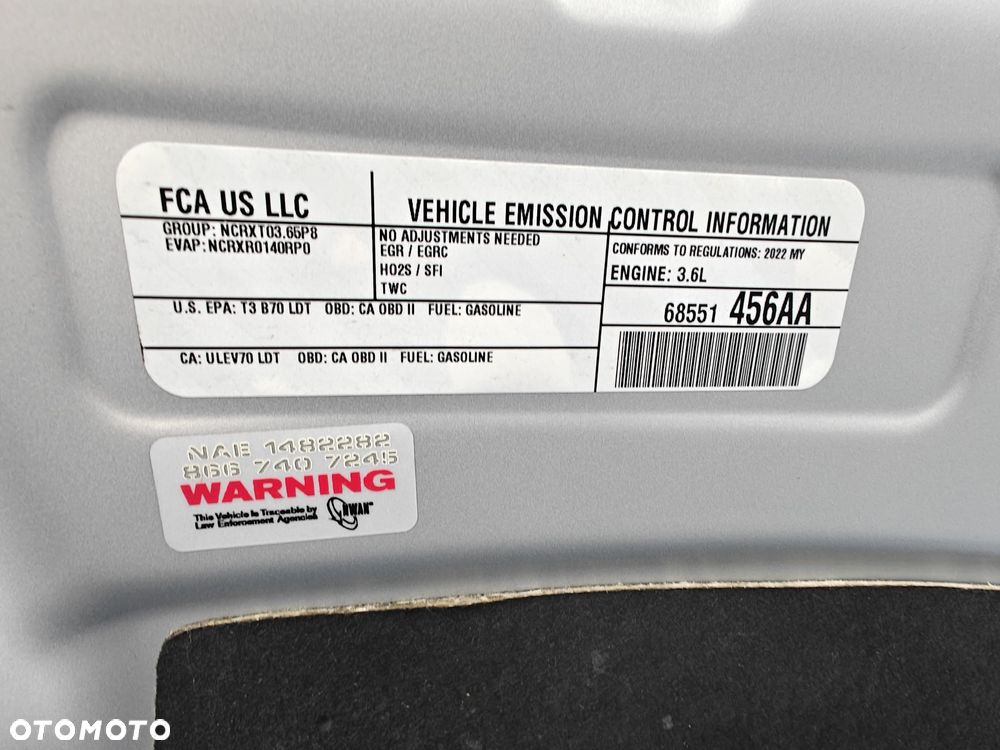 FCA US LLC
VEHICLE EMISSION CONTROL INFORMATION
GROUP: NCRXT03.65P8
EVAP: NCRXR0140RP0
NO ADJUSTMENTS NEEDED
EGR / EGRC
HO2S / SFI
TWC
CONFORMS TO REGULATIONS: 2022 MY
ENGINE: 3.6L
U.S. EPA: T3 B70 LDT OBD: CA OBD II FUEL: GASOLINE
68551 456AA
CA: ULEV70 LDT OBD: CA OBD II FUEL: GASOLINE
NAE 1482282
866 740 7245
WARNING
This Vehicle Is Traceable by
Law Enforcement Agencies
RWAN™
OTOMOTO